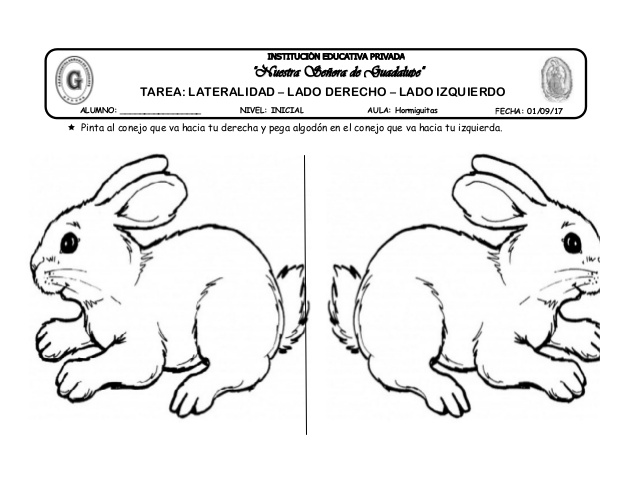 INSTITUCIÓN EDUCATIVA PRIVADA
"Nuestra Señora de Guadalupe"
TAREA: LATERALIDAD – LADO DERECHO – LADO IZQUIERDO
ALUMNO: __________________ NIVEL: INICIAL AULA: Hormiguitas FECHA: 01/09/17
★ Pinta al conejo que va hacia tu derecha y pega algodón en el conejo que va hacia tu izquierda.
G